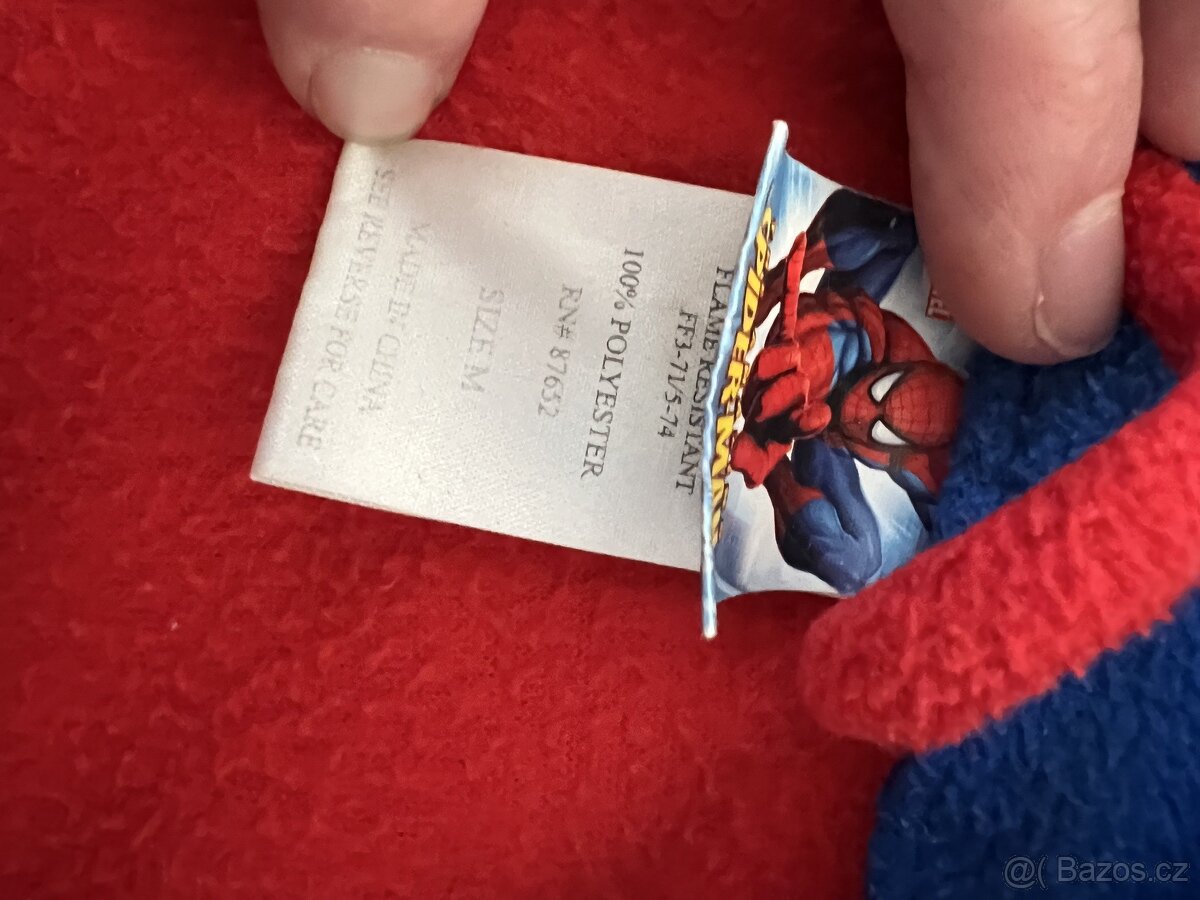 SPIDER-MAN
FLAME RESISTANT
FF3-71/5-74
100% POLYESTER
RN# 87652
SIZE M
MADE IN CHINA
SEE REVERSE FOR CARE
@( Bazos.cz